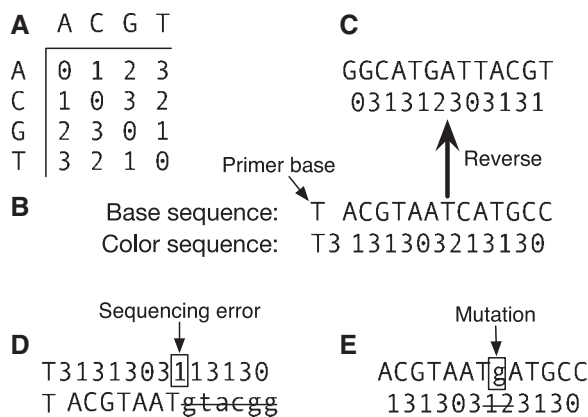 A
A C G T
A 0 1 2 3
C 1 0 3 2
G 2 3 0 1
T 3 2 1 0
C
GGCATGATTACGT
031312303131
Reverse
Primer base
B
Base sequence: T ACGTAATCATGCC
Color sequence: T3 131303213130
Sequencing error
D
T3131303113130
T ACGTAATgtacgg
Mutation
E
ACGTAATgATGCC
131303123130